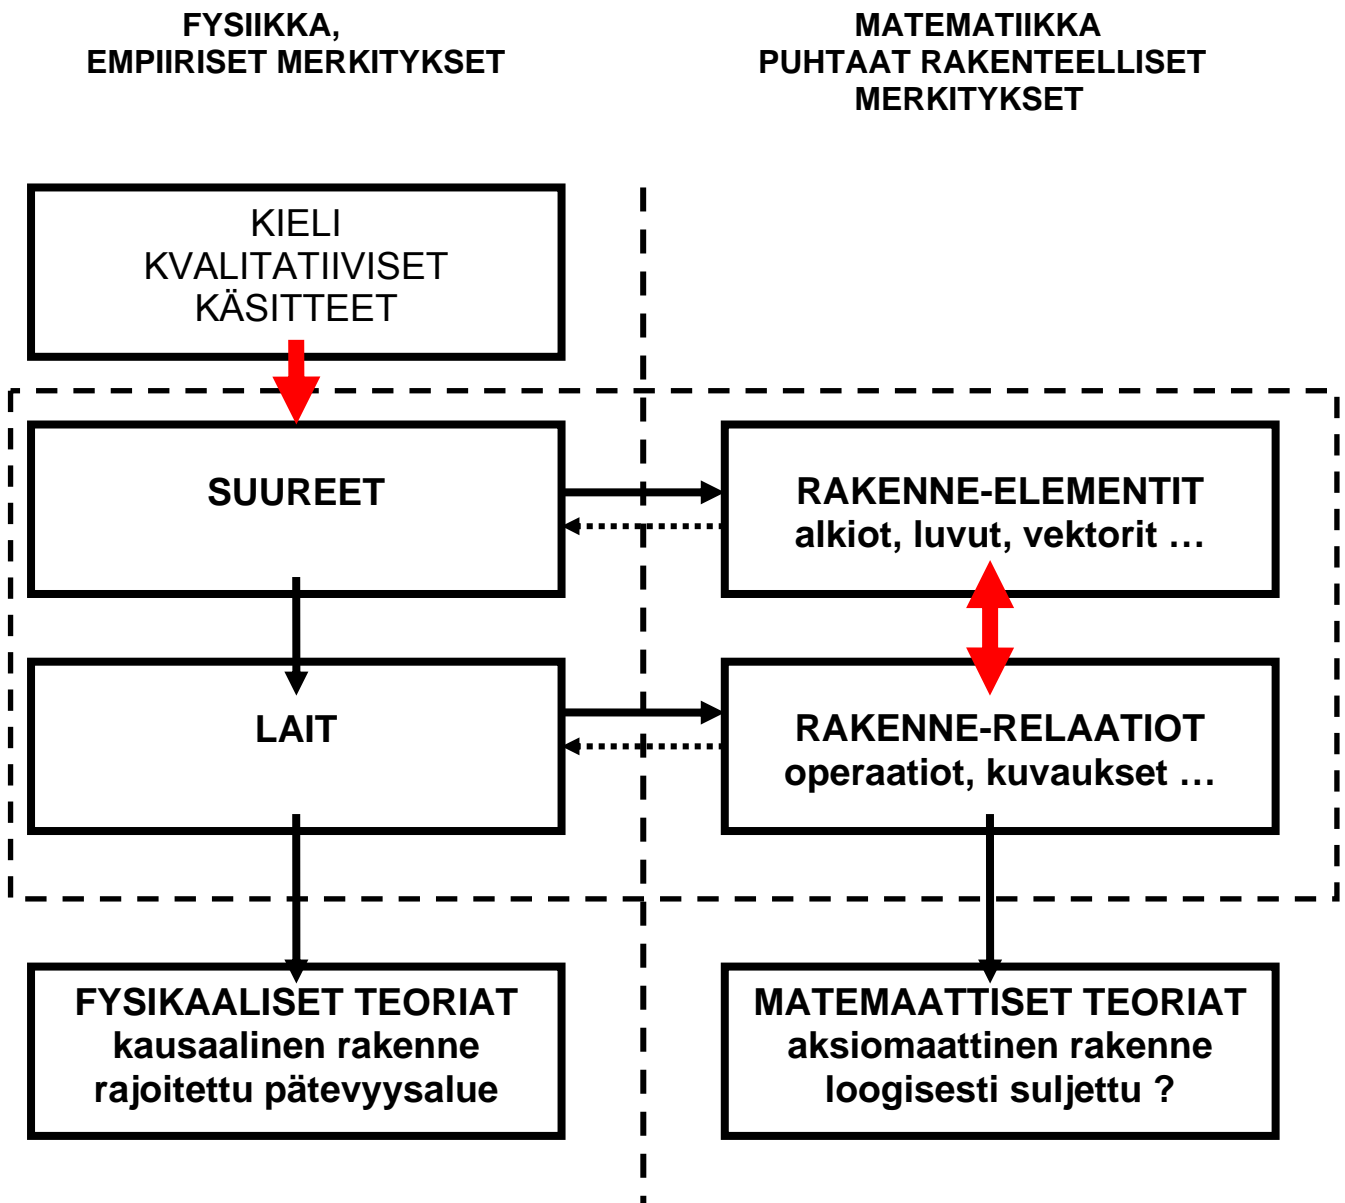 FYSIIKKA,
EMPIIRISET MERKITYKSET
MATEMATIIKKA
PUHTAAT RAKENTEELLISET
MERKITYKSET
KIELI
KVALITATIIVISET
KÄSITTEET
SUUREET
RAKENNE-ELEMENTIT
alkiot, luvut, vektorit …
LAIT
RAKENNE-RELAATIOT
operaatiot, kuvaukset …
FYSIKAALISET TEORIAT
kausaalinen rakenne
rajoitettu pätevyysalue
MATEMAATTISET TEORIAT
aksiomaattinen rakenne
loogisesti suljettu ?